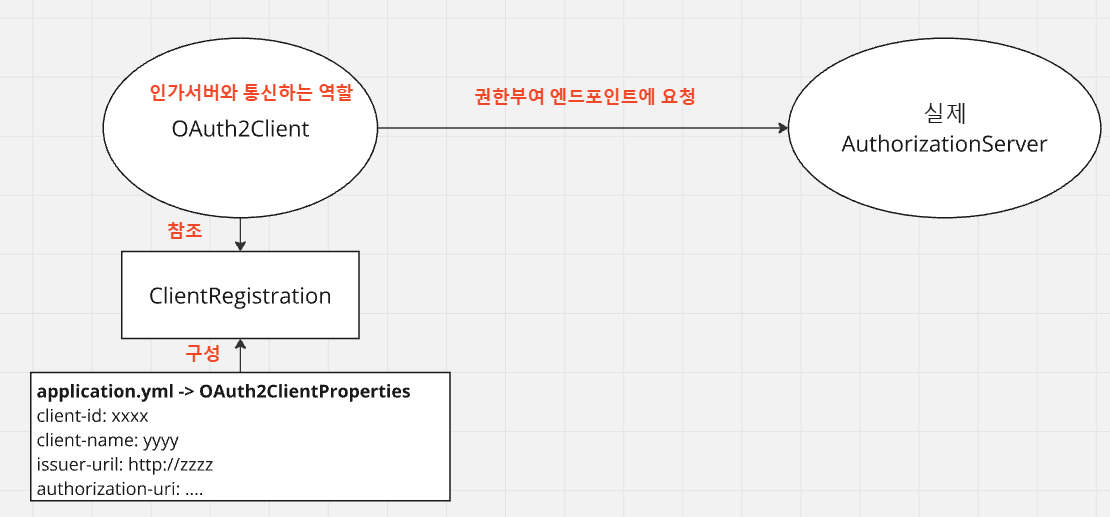 인가서버와 통신하는 역할
OAuth2Client
권한부여 엔드포인트에 요청
실제
AuthorizationServer
참조
ClientRegistration
구성
application.yml -> OAuth2ClientProperties
client-id: xxxx
client-name: yyyy
issuer-uril: http://zzzz
authorization-uri: ....